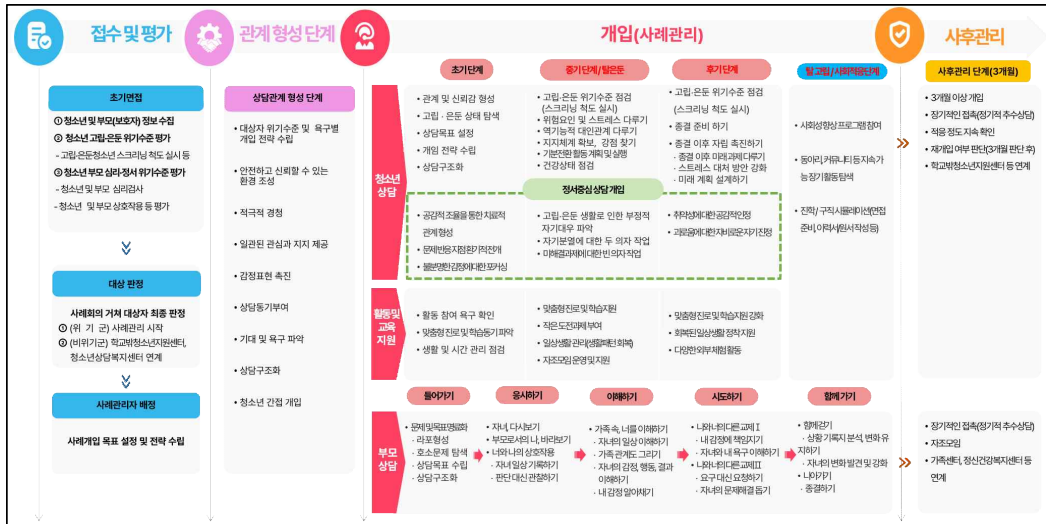 접수 및 평가
관계 형성 단계
개입(사례관리)
사후관리
초기면접
① 청소년 및 부모(보호자) 정보 수집
② 청소년 고립·은둔 위기수준 평가
- 고립·은둔청소년 스크리닝 척도 실시 등
③ 청소년 부모 심리·정서 위기수준 평가
- 청소년 및 부모 심리검사
- 청소년 및 부모 상호작용 등 평가
대상 판정
사례회의 거쳐 대상자 최종 판정
① (위 기 군) 사례관리 시작
② (비위기군) 학교밖청소년지원센터,
청소년상담복지센터 연계
사례관리자 배정
사례개입 목표 설정 및 전략 수립
상담관계 형성 단계
• 대상자 위기수준 및 욕구별
개입 전략 수립
• 안전하고 신뢰할 수 있는
환경 조성
• 적극적 경청
• 일관된 관심과 지지 제공
• 감정표현 촉진
• 상담동기부여
• 기대 및 욕구 파악
• 상담구조화
• 청소년 간접 개입
청소년
상담
초기단계
• 관계 및 신뢰감 형성
• 고립·은둔 상태 탐색
• 상담목표 설정
• 개입 전략 수립
• 상담구조화
중기단계/탈은둔
• 고립·은둔 위기수준 점검
(스크리닝 척도 실시)
• 위험요인 및 스트레스 다루기
• 역기능적 대인관계 다루기
• 지지체계 확보, 강점 찾기
• 기분전환 활동 계획 및 실행
• 건강상태 점검
후기단계
• 고립·은둔 위기수준 점검
(스크리닝 척도 실시)
• 종결 준비 하기
• 종결 이후 자립 촉진하기
- 종결 이후 미래과제 다루기
- 스트레스 대처 방안 강화
- 미래 계획 설계하기
탈 고립/사회적응단계
• 사회성 향상 프로그램 참여
• 동아리, 커뮤니티 등 지속가
능 장기 활동 탐색
• 진학/구직 시뮬레이션(면접
준비, 이력서(원서 작성 등)
정서중심 상담 개입
• 공감적 조율을 통한 치료적
관계 형성
• 문제 반응 지점 환기적 전개
• 불분명한 감정에 대한 포커싱
• 고립·은둔 생활로 인한 부정적
자기대우 파악
• 자기분열에 대한 두 의자 작업
• 미해결과제에 대한 빈 의자 작업
• 취약성에 대한 공감적 인정
• 괴로움에 대한 자비로운 자기진정
활동 및
교육
지원
• 활동 참여 욕구 확인
• 맞춤형 진로 및 학습동기 파악
• 생활 및 시간 관리 점검
• 맞춤형 진로 및 학습지원
• 작은 도전과제 부여
• 일상생활 관리(생활패턴 회복)
• 자조모임 운영 및 지원
• 맞춤형 진로 및 학습지원 강화
• 회복된 일상생활 정착 지원
• 다양한 외부 체험 활동
부모
상담
들어가기
• 문제 및 목표 명료화
- 라포형성
- 호소문제 탐색
- 상담목표 수립
- 상담구조화
응시하기
• 자녀, 다시보기
• 부모로서의 나, 바라보기
• 너와 나의 상호작용
- 자녀 일상 기록하기
- 판단 대신 관찰하기
이해하기
• 가족 속, 너를 이해하기
- 자녀의 일상 이해하기
- 가족 관계도 그리기
- 자녀의 감정, 행동, 결과
이해하기
- 내 감정 알아채기
시도하기
• 나와 너의 다른 교제Ⅰ
- 내 감정에 책임지기
- 자녀와 내 욕구 이해하기
• 나와 너의 다른 교제Ⅱ
- 요구 대신 요청하기
- 자녀의 문제해결 돕기
함께 가기
• 함께 걷기
- 상황 기록지 분석, 변화 유
지하기
- 자녀의 변화 발견 및 강화
• 나아가기
- 종결하기
사후관리 단계(3개월)
• 3개월 이상 개입
• 장기적인 접촉(정기적 추수상담)
• 적응 정도 지속 확인
• 재개입 여부 판단(3개월 판단 후)
• 학교밖청소년지원센터 등 연계
• 장기적인 접촉(정기적 추수상담)
• 자조모임
• 가족센터, 정신건강복지센터 등
연계